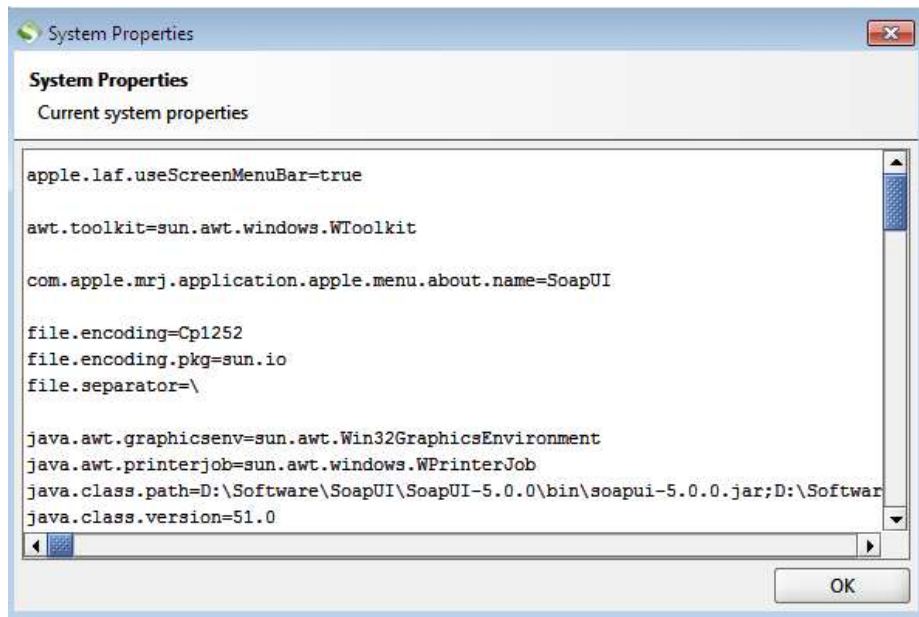 System Properties
System Properties
Current system properties
apple.laf.useScreenMenuBar=true
awt.toolkit=sun.awt.windows.WToolkit
com.apple.mrj.application.apple.menu.about.name=SoapUI
file.encoding=Cp1252
file.encoding.pkg=sun.io
file.separator=\
java.awt.graphicsenv=sun.awt.Win32GraphicsEnvironment
java.awt.printerjob=sun.awt.windows.WPrinterJob
java.class.path=D:\Software\SoapUI\SoapUI-5.0.0\bin\soapui-5.0.0.jar;D:\Softwar
java.class.version=51.0
OK